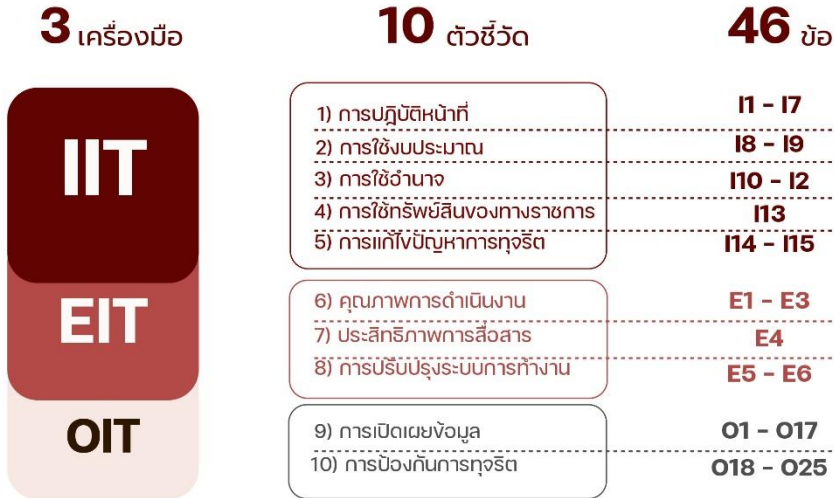 3 เครื่องมือ
10 ตัวชี้วัด
46 ข้อ
IIT
1) การปฏิบัติหน้าที่
I1 - I7
2) การใช้งบประมาณ
I8 - I9
3) การใช้อำนาจ
I10 - I2
4) การใช้ทรัพย์สินของทางราชการ
I13
5) การแก้ไขปัญหาการทุจริต
I14 - I15
EIT
6) คุณภาพการดำเนินงาน
E1 - E3
7) ประสิทธิภาพการสื่อสาร
E4
8) การปรับปรุงระบบการทำงาน
E5 - E6
OIT
9) การเปิดเผยข้อมูล
O1 - O17
10) การป้องกันการทุจริต
O18 - O25